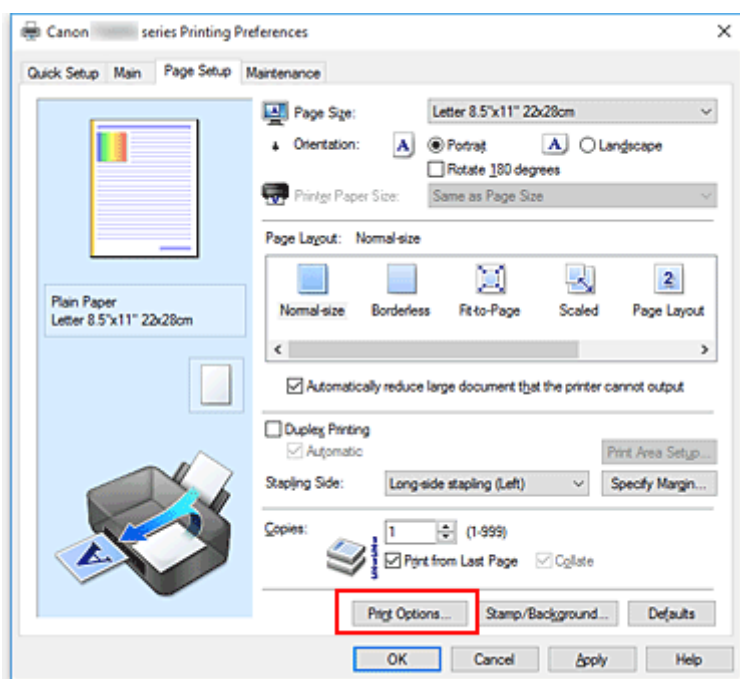 Canon series Printing Preferences
Quick Setup Main Page Setup Maintenance
Page Size: Letter 8.5"x11" 22x28cm
Orientation: A Portrait A Landscape
Rotate 180 degrees
Printer Paper Size: Same as Page Size
Page Layout: Normal-size
2
Normal-size Borderless Fit-to-Page Scaled Page Layout
Plain Paper
Letter 8.5"x11" 22x28cm
Automatically reduce large document that the printer cannot output
Duplex Printing
Automatic Print Area Setup...
Stapling Side: Long-side stapling (Left) Specify Margin...
Copies: 1 (1-999)
Print from Last Page Collate
A
Print Options... Stamp/Background... Defaults
OK Cancel Apply Help